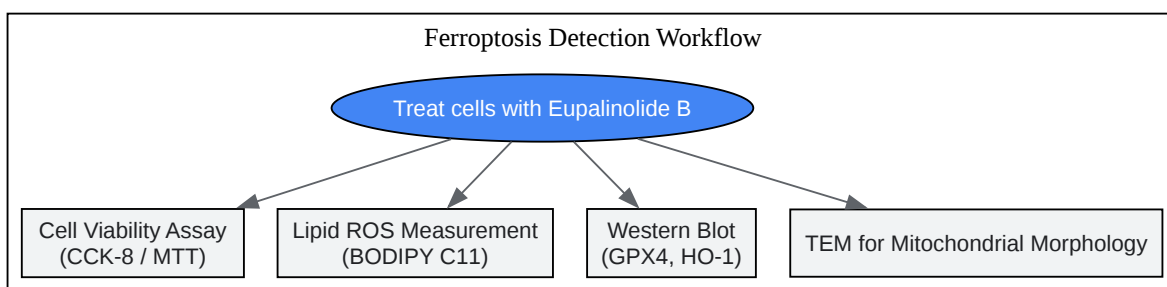 Ferroptosis Detection Workflow
Treat cells with Eupalinolide B
Cell Viability Assay
(CCK-8 / MTT)
Lipid ROS Measurement
(BODIPY C11)
Western Blot
(GPX4, HO-1)
TEM for Mitochondrial Morphology